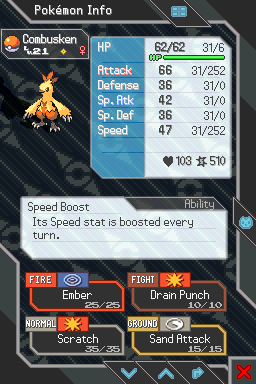 Pokémon Info
Combusken
Lv.21 ♀
HP 62/62 31/6
HP
Attack 66 31/252
Defense 36 31/0
Sp. Atk 42 31/0
Sp. Def 36 31/0
Speed 47 31/252
103 510
Speed Boost Ability
Its Speed stat is boosted every
turn.
FIRE FIGHT
Ember Drain Punch
25/25 10/10
NORMAL GROUND
Scratch Sand Attack
35/35 15/15